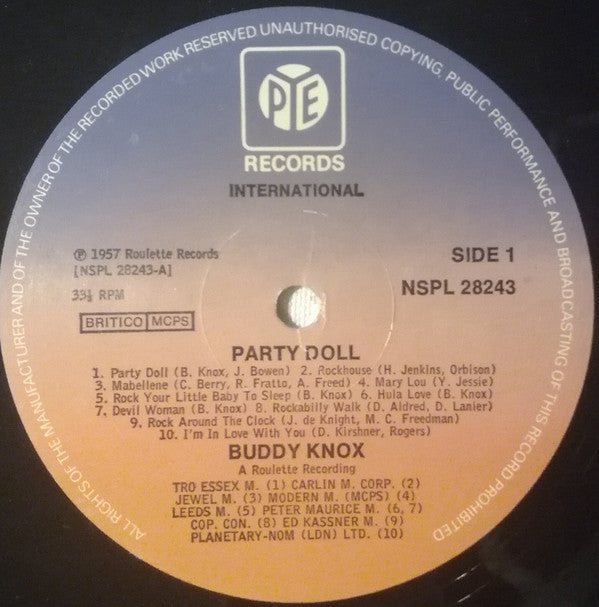 ALL RIGHTS OF THE MANUFACTURER AND OF THE OWNER OF THE RECORDED WORK RESERVED UNAUTHORISED COPYING, PUBLIC PERFORMANCE AND BROADCASTING OF THIS RECORD PROHIBITED
PYE
RECORDS
INTERNATIONAL
℗ 1957 Roulette Records
[NSPL 28243-A]
33⅓ RPM
BRITICO MCPS
SIDE 1
NSPL 28243
PARTY DOLL
1. Party Doll (B. Knox, J. Bowen) 2. Rockhouse (H. Jenkins, Orbison)
3. Mabellene (C. Berry, R. Fratto, A. Freed) 4. Mary Lou (Y. Jessie)
5. Rock Your Little Baby To Sleep (B. Knox) 6. Hula Love (B. Knox)
7. Devil Woman (B. Knox) 8. Rockabilly Walk (D. Aldred, D. Lanier)
9. Rock Around The Clock (J. de Knight, M. C. Freedman)
10. I'm In Love With You (D. Kirshner, Rogers)
BUDDY KNOX
A Roulette Recording
TRO ESSEX M. (1) CARLIN M. CORP. (2)
JEWEL M. (3) MODERN M. (MCPS) (4)
LEEDS M. (5) PETER MAURICE M. (6, 7)
COP. CON. (8) ED KASSNER M. (9)
PLANETARY-NOM (LDN) LTD. (10)